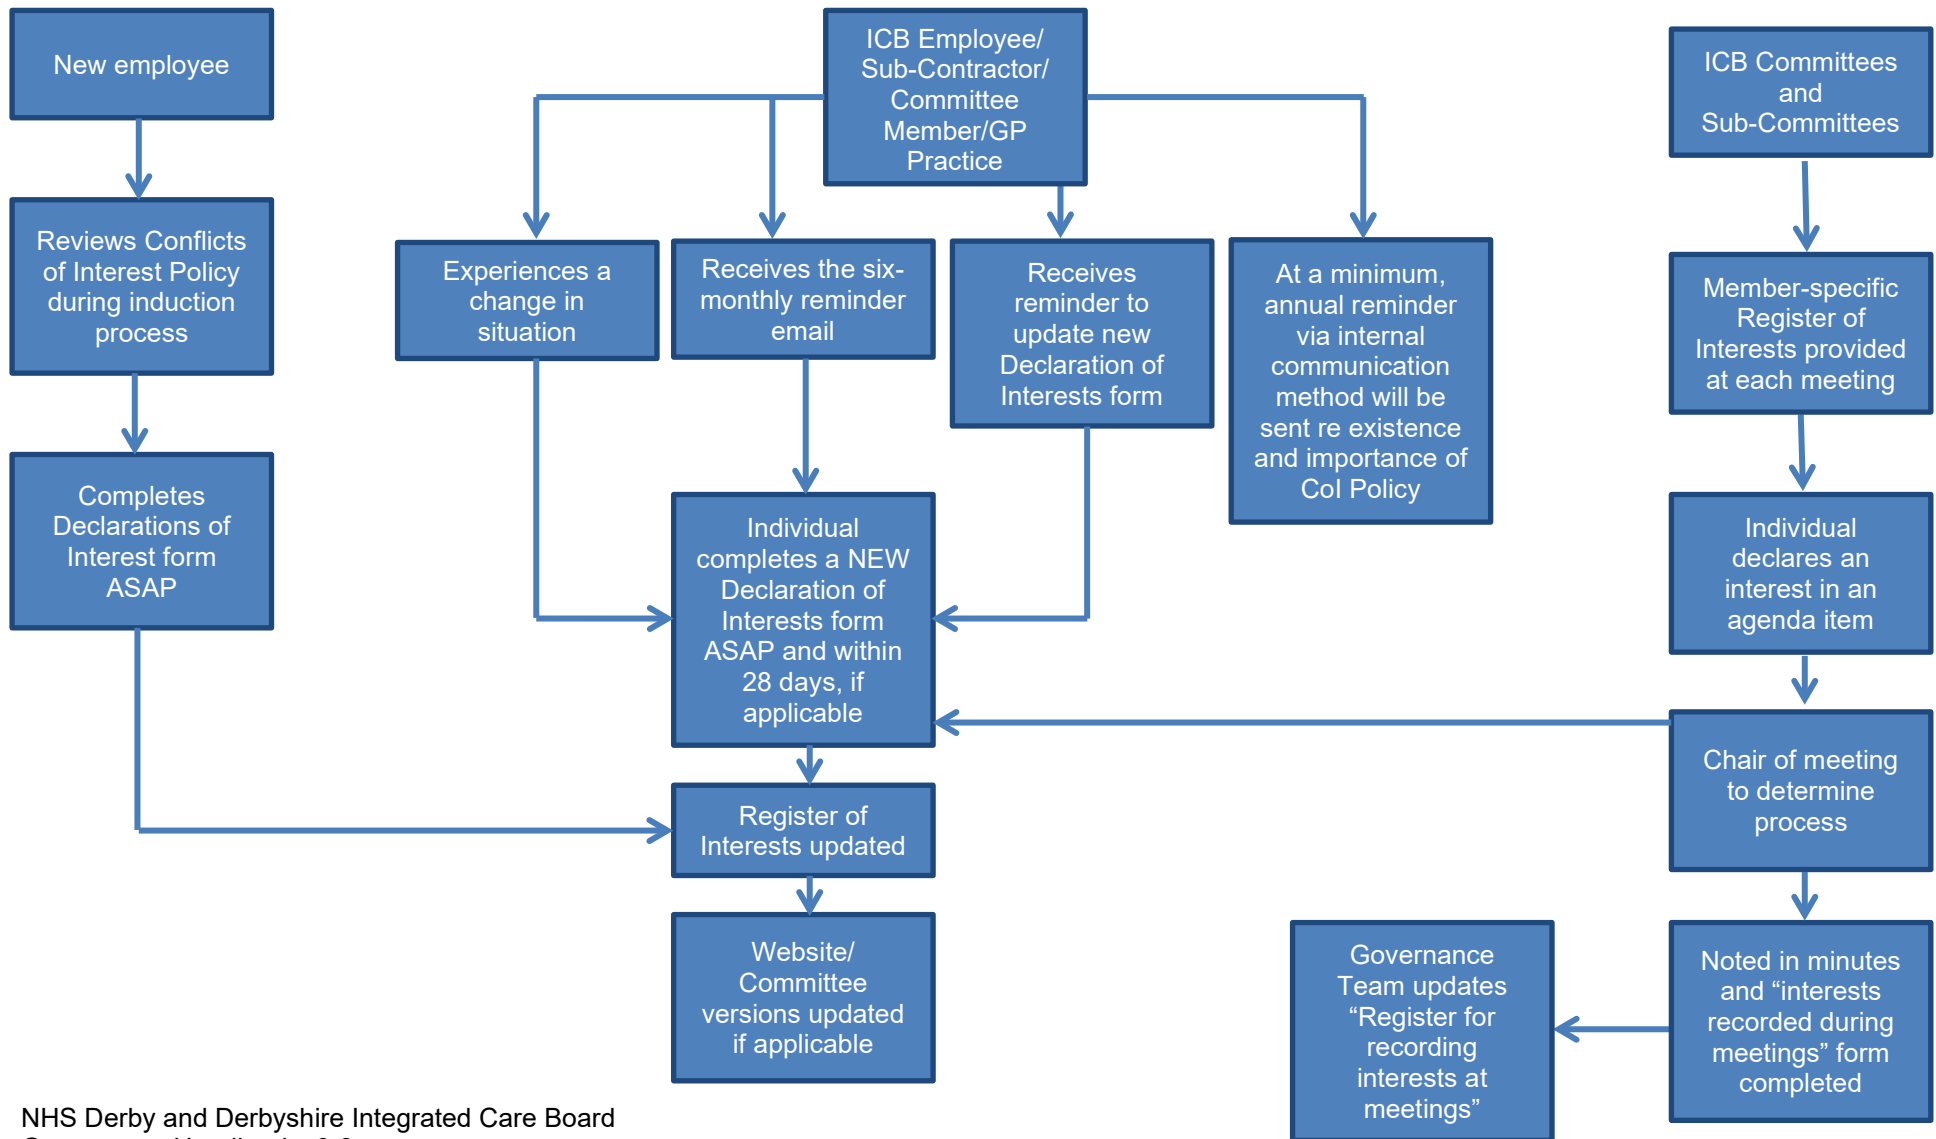 New employee
Reviews Conflicts
of Interest Policy
during induction
process
Completes
Declarations of
Interest form
ASAP
ICB Employee/
Sub-Contractor/
Committee
Member/GP
Practice
Experiences a
change in
situation
Receives the six-
monthly reminder
email
Receives
reminder to
update new
Declaration of
Interests form
At a minimum,
annual reminder
via internal
communication
method will be
sent re existence
and importance of
CoI Policy
Individual
completes a NEW
Declaration of
Interests form
ASAP and within
28 days, if
applicable
Register of
Interests updated
Website/
Committee
versions updated
if applicable
ICB Committees
and
Sub-Committees
Member-specific
Register of
Interests provided
at each meeting
Individual
declares an
interest in an
agenda item
Chair of meeting
to determine
process
Noted in minutes
and “interests
recorded during
meetings” form
completed
Governance
Team updates
“Register for
recording
interests at
meetings”
NHS Derby and Derbyshire Integrated Care Board